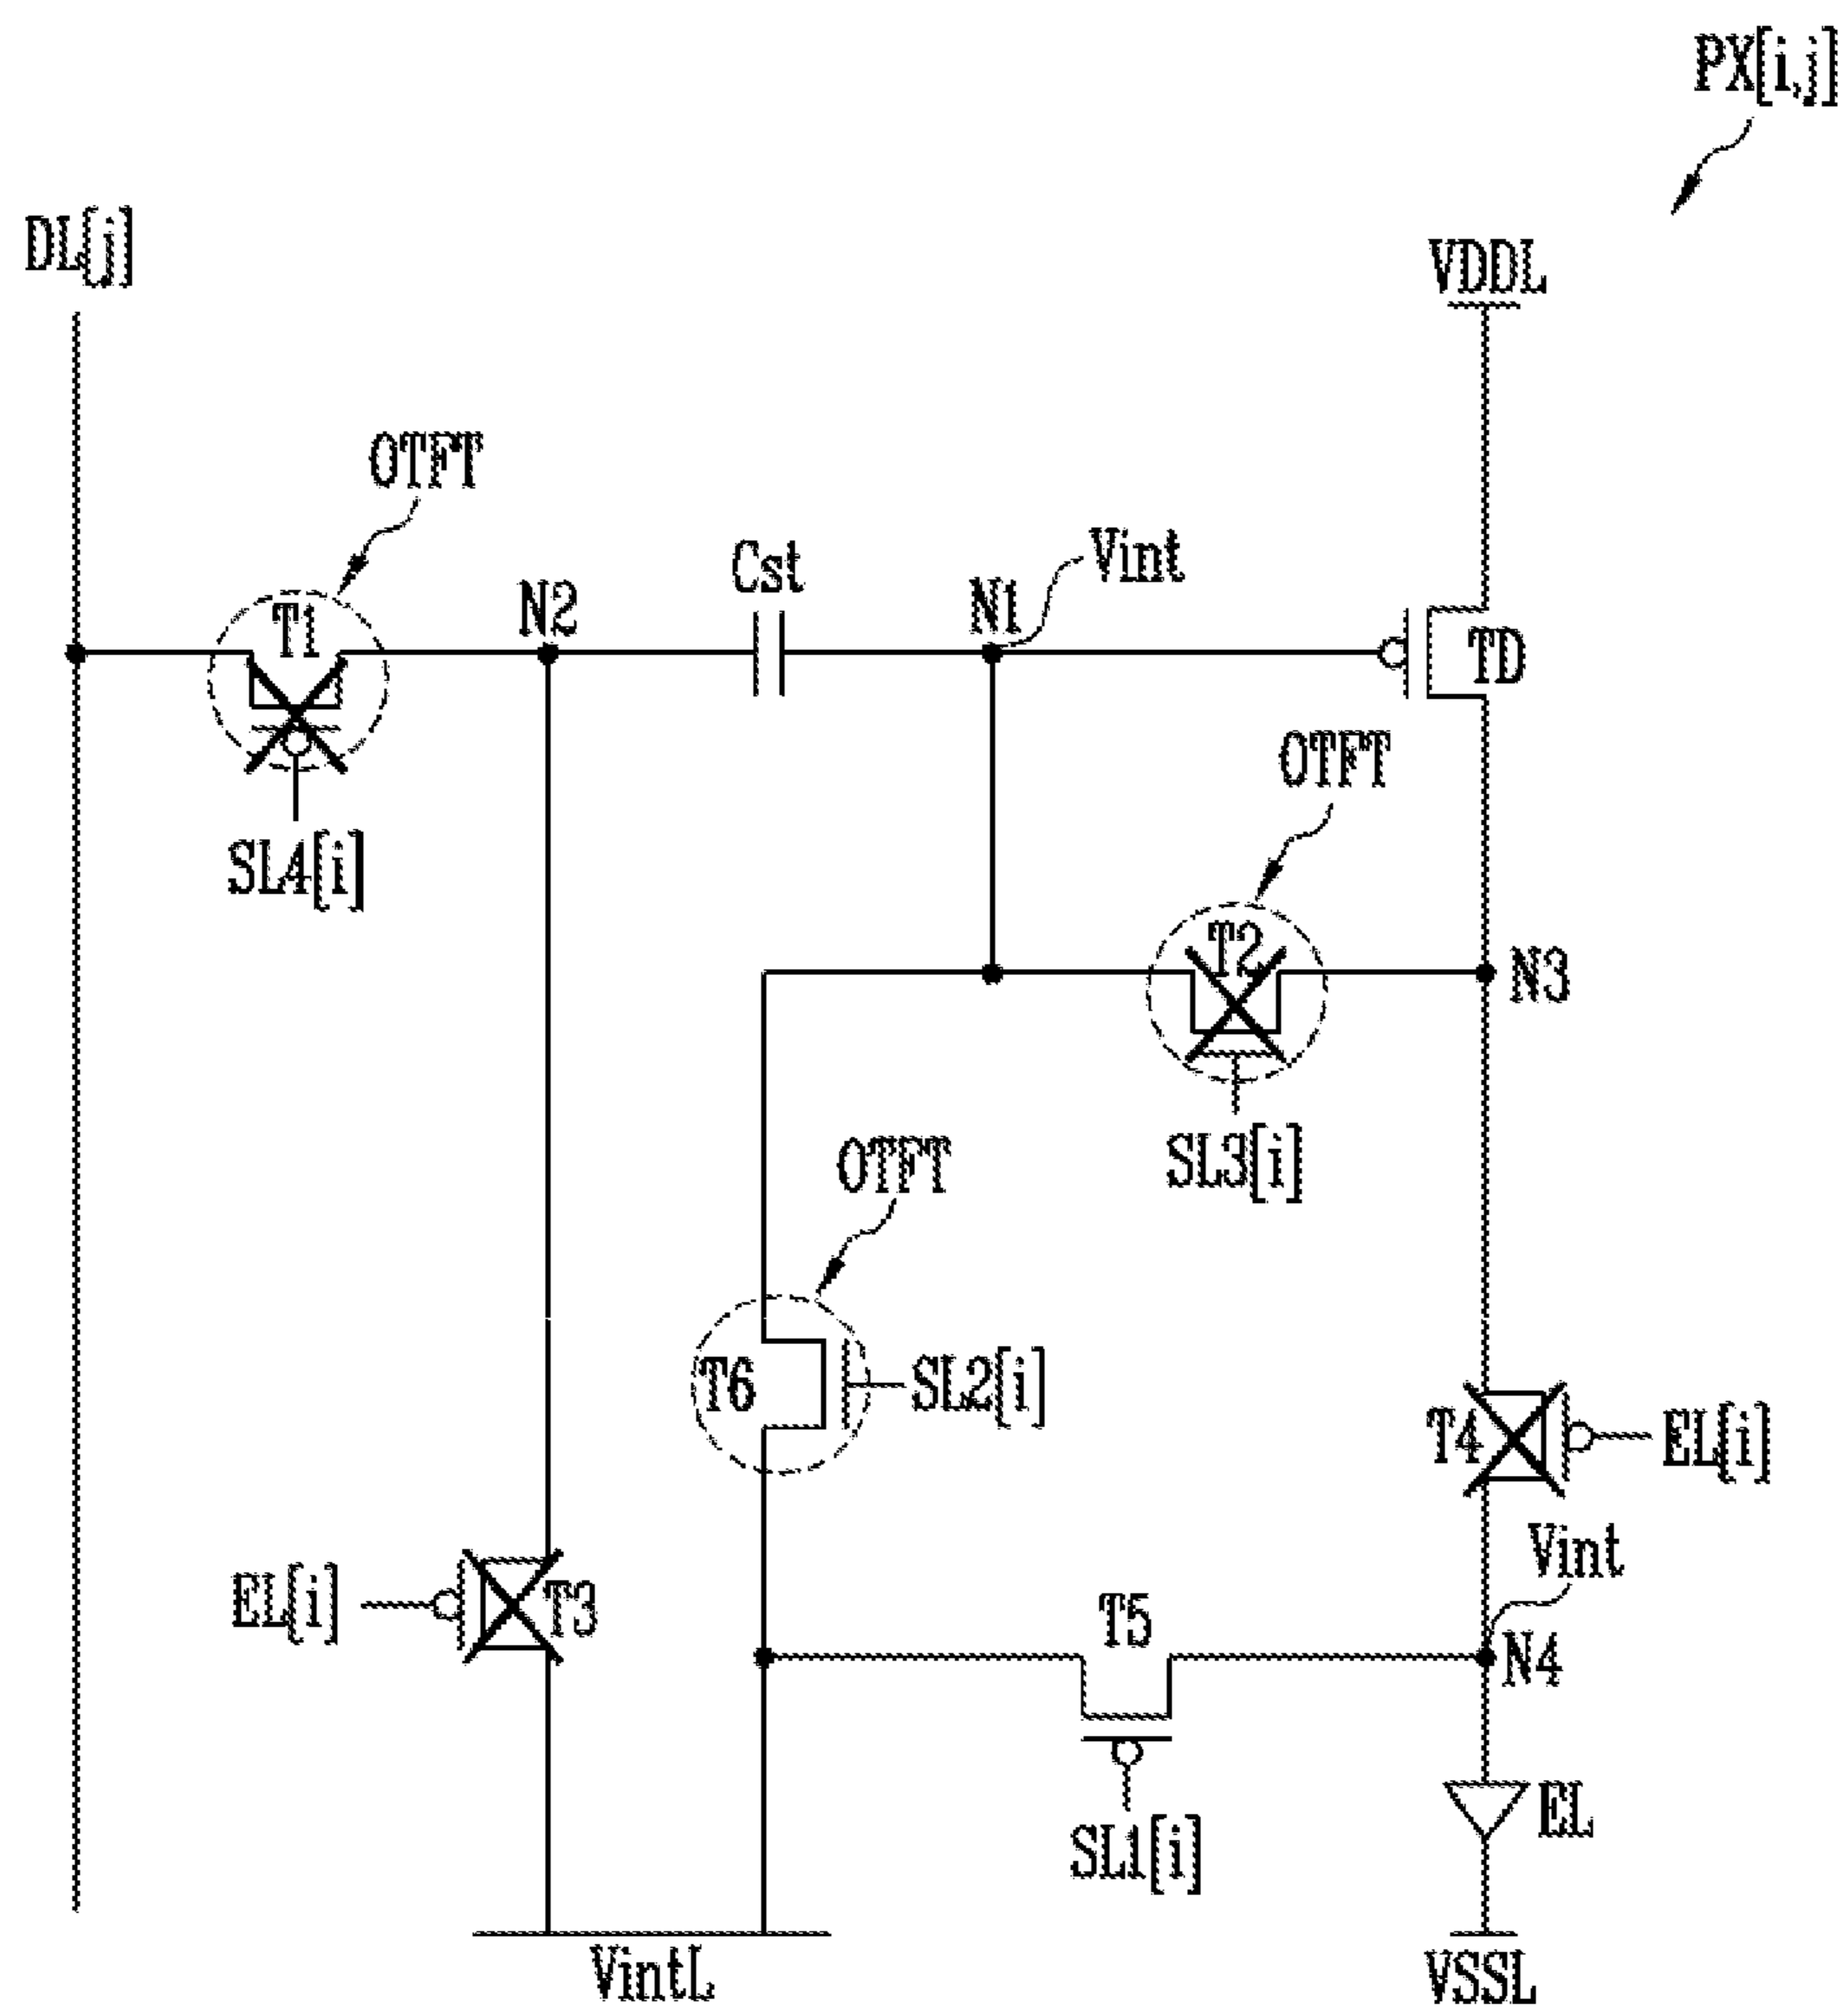 PX[i,j]
DL[j]
VDDL
OTFT
Cst
Vint
T1
N2
N1
TD
OTFT
SL4[i]
T2
N3
SL3[i]
OTFT
T6
SL2[i]
T4
EL[i]
Vint
EL[i]
T3
T5
N4
EL
SL1[i]
VintL
VSSL